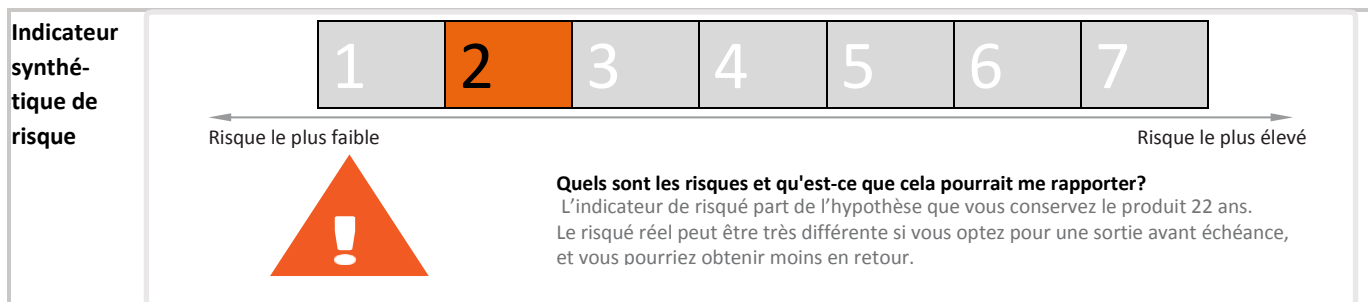 Indicateur
synthé-
tique de
risque
1 2 3 4 5 6 7
Risque le plus faible
Risque le plus élevé
!
Quels sont les risques et qu'est-ce que cela pourrait me rapporter?
L’indicateur de risqué part de l’hypothèse que vous conservez le produit 22 ans.
Le risqué réel peut être très différente si vous optez pour une sortie avant échéance,
et vous pourriez obtenir moins en retour.